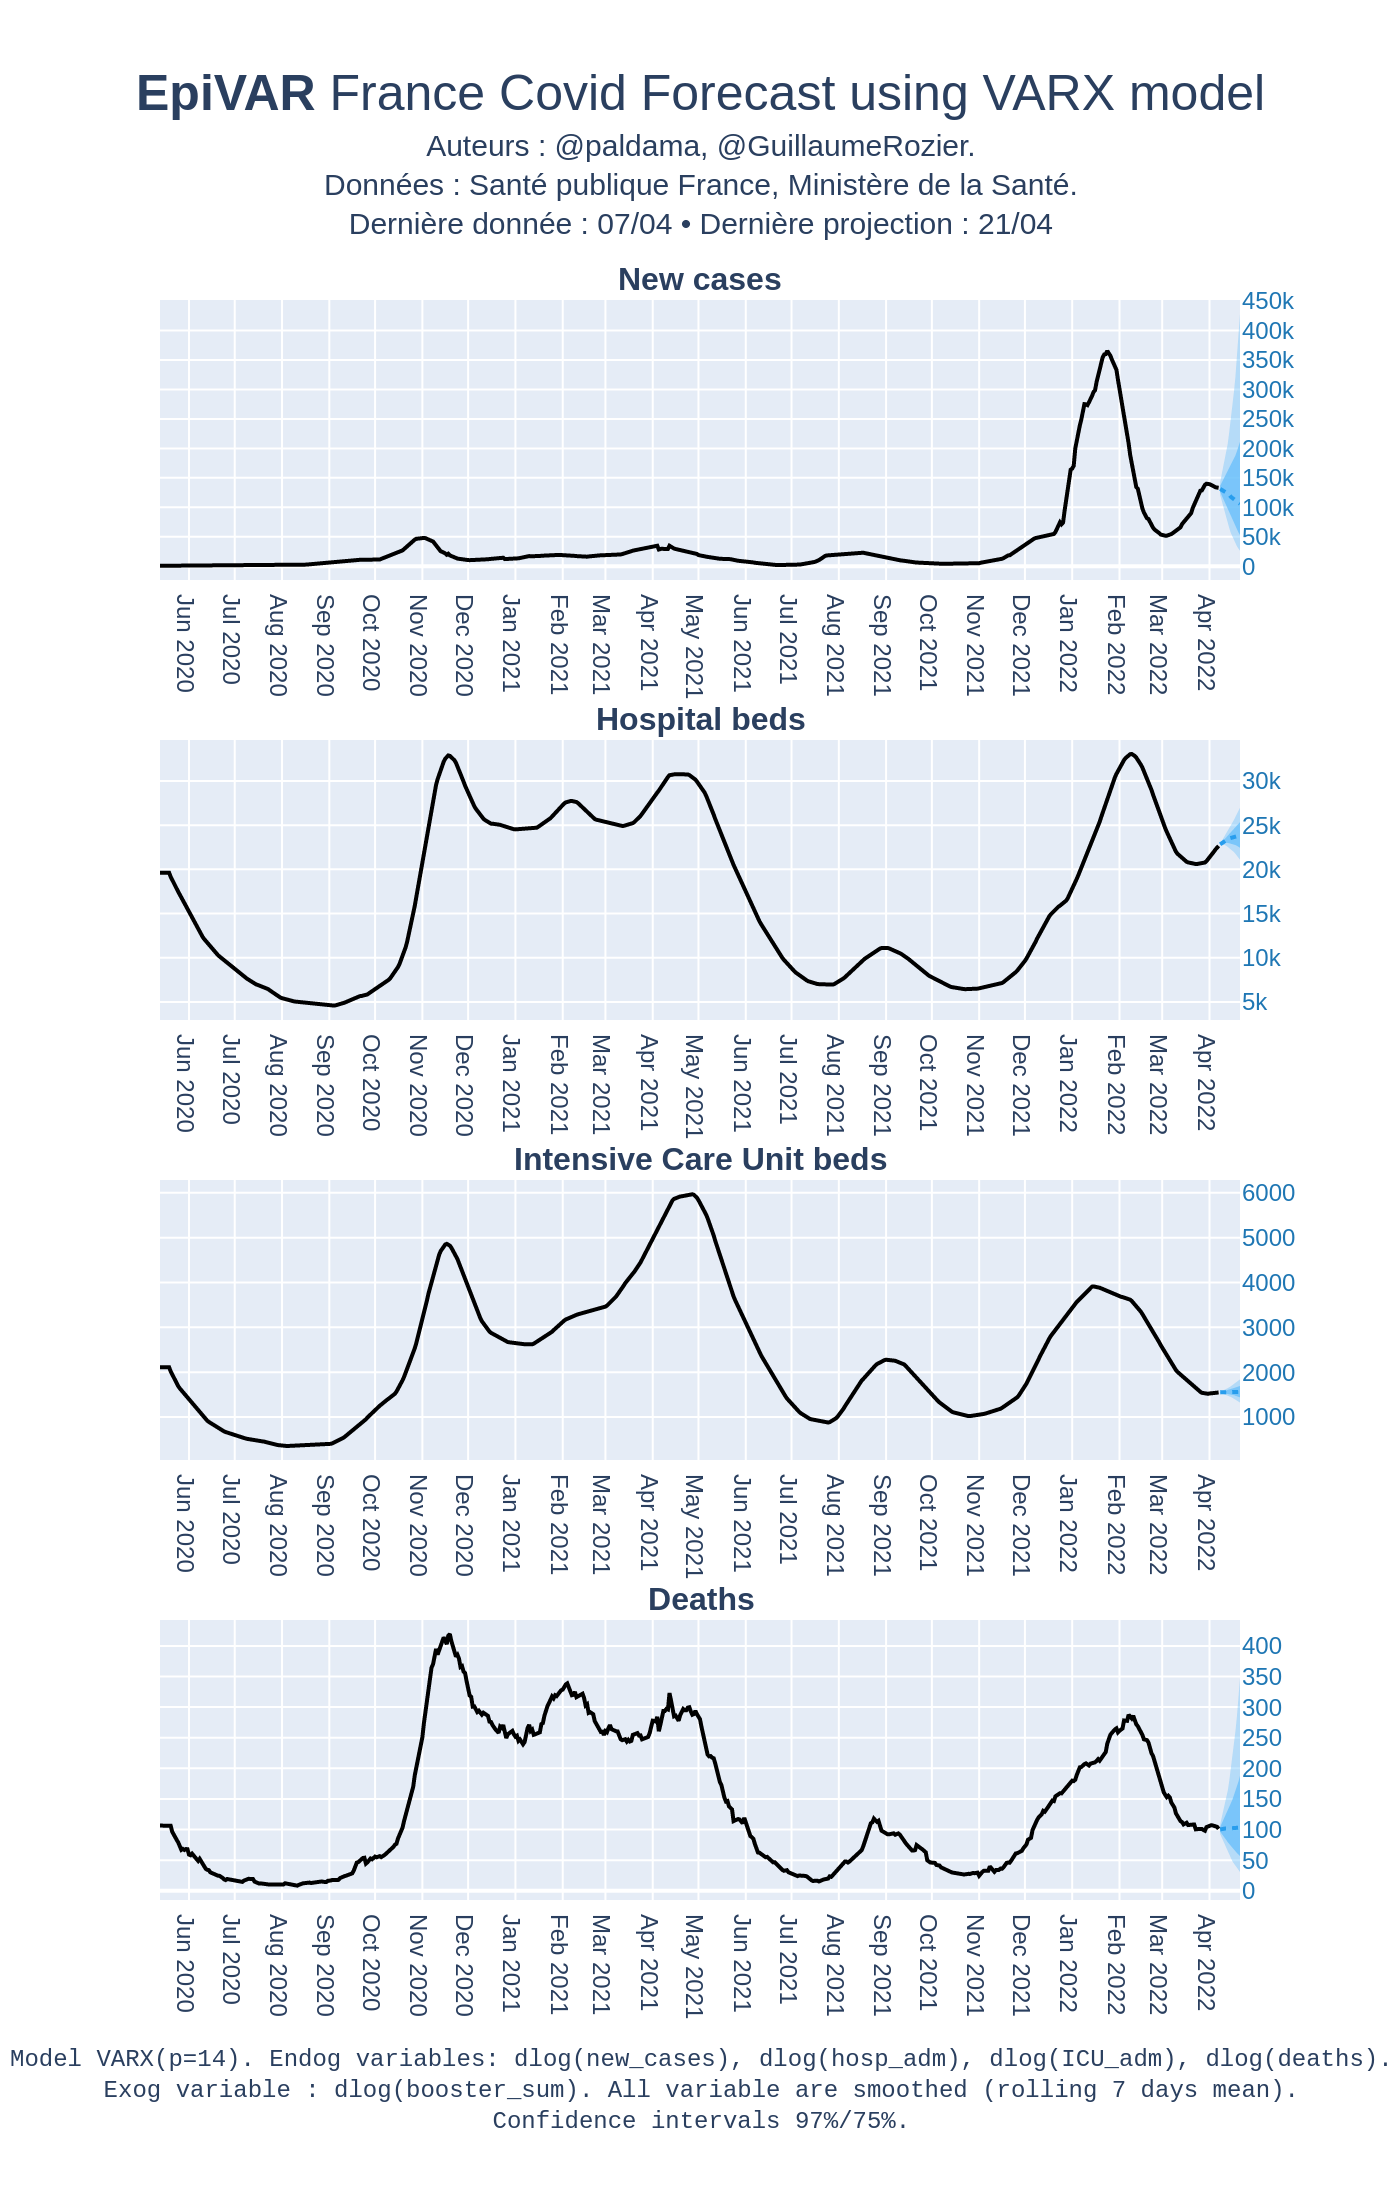 EpiVAR France Covid Forecast using VARX model
Auteurs : @paldama, @GuillaumeRozier.
Données : Santé publique France, Ministère de la Santé.
Dernière donnée : 07/04 • Dernière projection : 21/04
New cases
450k
400k
350k
300k
250k
200k
150k
100k
50k
0
Jun 2020
Jul 2020
Aug 2020
Sep 2020
Oct 2020
Nov 2020
Dec 2020
Jan 2021
Feb 2021
Mar 2021
Apr 2021
May 2021
Jun 2021
Jul 2021
Aug 2021
Sep 2021
Oct 2021
Nov 2021
Dec 2021
Jan 2022
Feb 2022
Mar 2022
Apr 2022
Hospital beds
30k
25k
20k
15k
10k
5k
Jun 2020
Jul 2020
Aug 2020
Sep 2020
Oct 2020
Nov 2020
Dec 2020
Jan 2021
Feb 2021
Mar 2021
Apr 2021
May 2021
Jun 2021
Jul 2021
Aug 2021
Sep 2021
Oct 2021
Nov 2021
Dec 2021
Jan 2022
Feb 2022
Mar 2022
Apr 2022
Intensive Care Unit beds
6000
5000
4000
3000
2000
1000
Jun 2020
Jul 2020
Aug 2020
Sep 2020
Oct 2020
Nov 2020
Dec 2020
Jan 2021
Feb 2021
Mar 2021
Apr 2021
May 2021
Jun 2021
Jul 2021
Aug 2021
Sep 2021
Oct 2021
Nov 2021
Dec 2021
Jan 2022
Feb 2022
Mar 2022
Apr 2022
Deaths
400
350
300
250
200
150
100
50
0
Jun 2020
Jul 2020
Aug 2020
Sep 2020
Oct 2020
Nov 2020
Dec 2020
Jan 2021
Feb 2021
Mar 2021
Apr 2021
May 2021
Jun 2021
Jul 2021
Aug 2021
Sep 2021
Oct 2021
Nov 2021
Dec 2021
Jan 2022
Feb 2022
Mar 2022
Apr 2022
Model VARX(p=14). Endog variables: dlog(new_cases), dlog(hosp_adm), dlog(ICU_adm), dlog(deaths).
Exog variable : dlog(booster_sum). All variable are smoothed (rolling 7 days mean).
Confidence intervals 97%/75%.